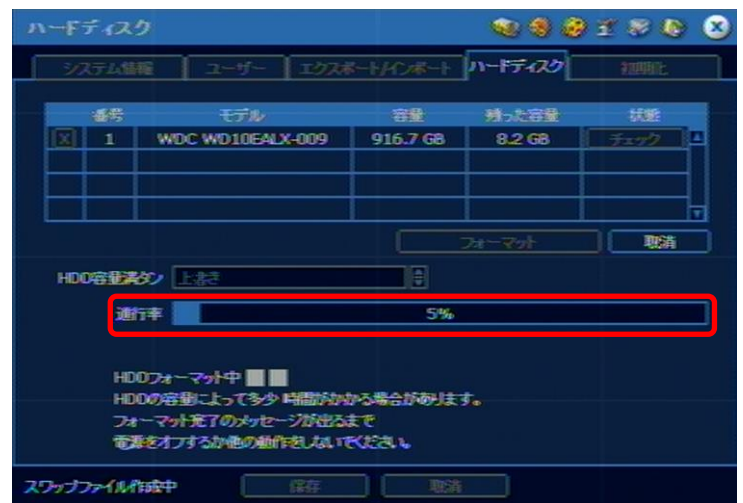 ハードディスク
システム情報 ユーザー エクスポート/インポート ハードディスク 初期化
番号 モデル 容量 残った容量 状態
X 1 WDC WD10EALX-009 916.7 GB 8.2 GB チェック
フォーマット 取消
HDD容量満タン 上書き
進行率 5%
HDDフォーマット中
HDDの容量によって多少 時間がかかる場合があります。
フォーマット完了のメッセージが出るまで
電源をオフするか他の動作をしないでください。
スワップファイル作成中 保存 取消